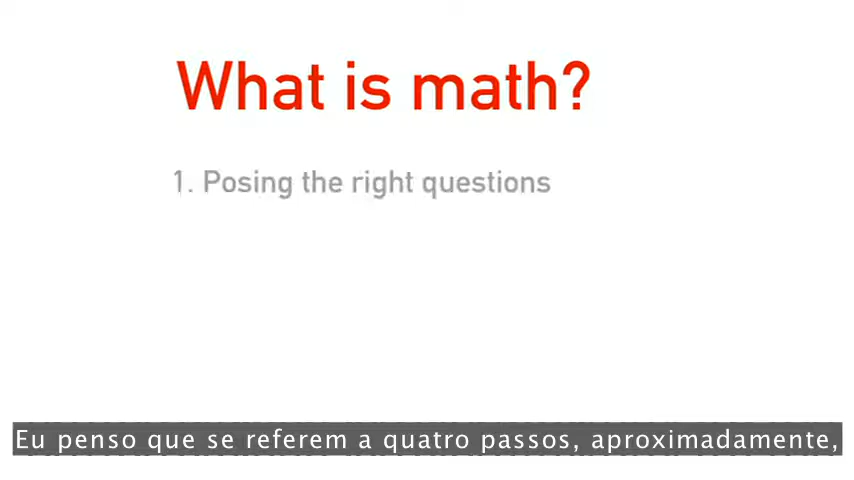 What is math?
1. Posing the right questions
Eu penso que se referem a quatro passos, aproximadamente,